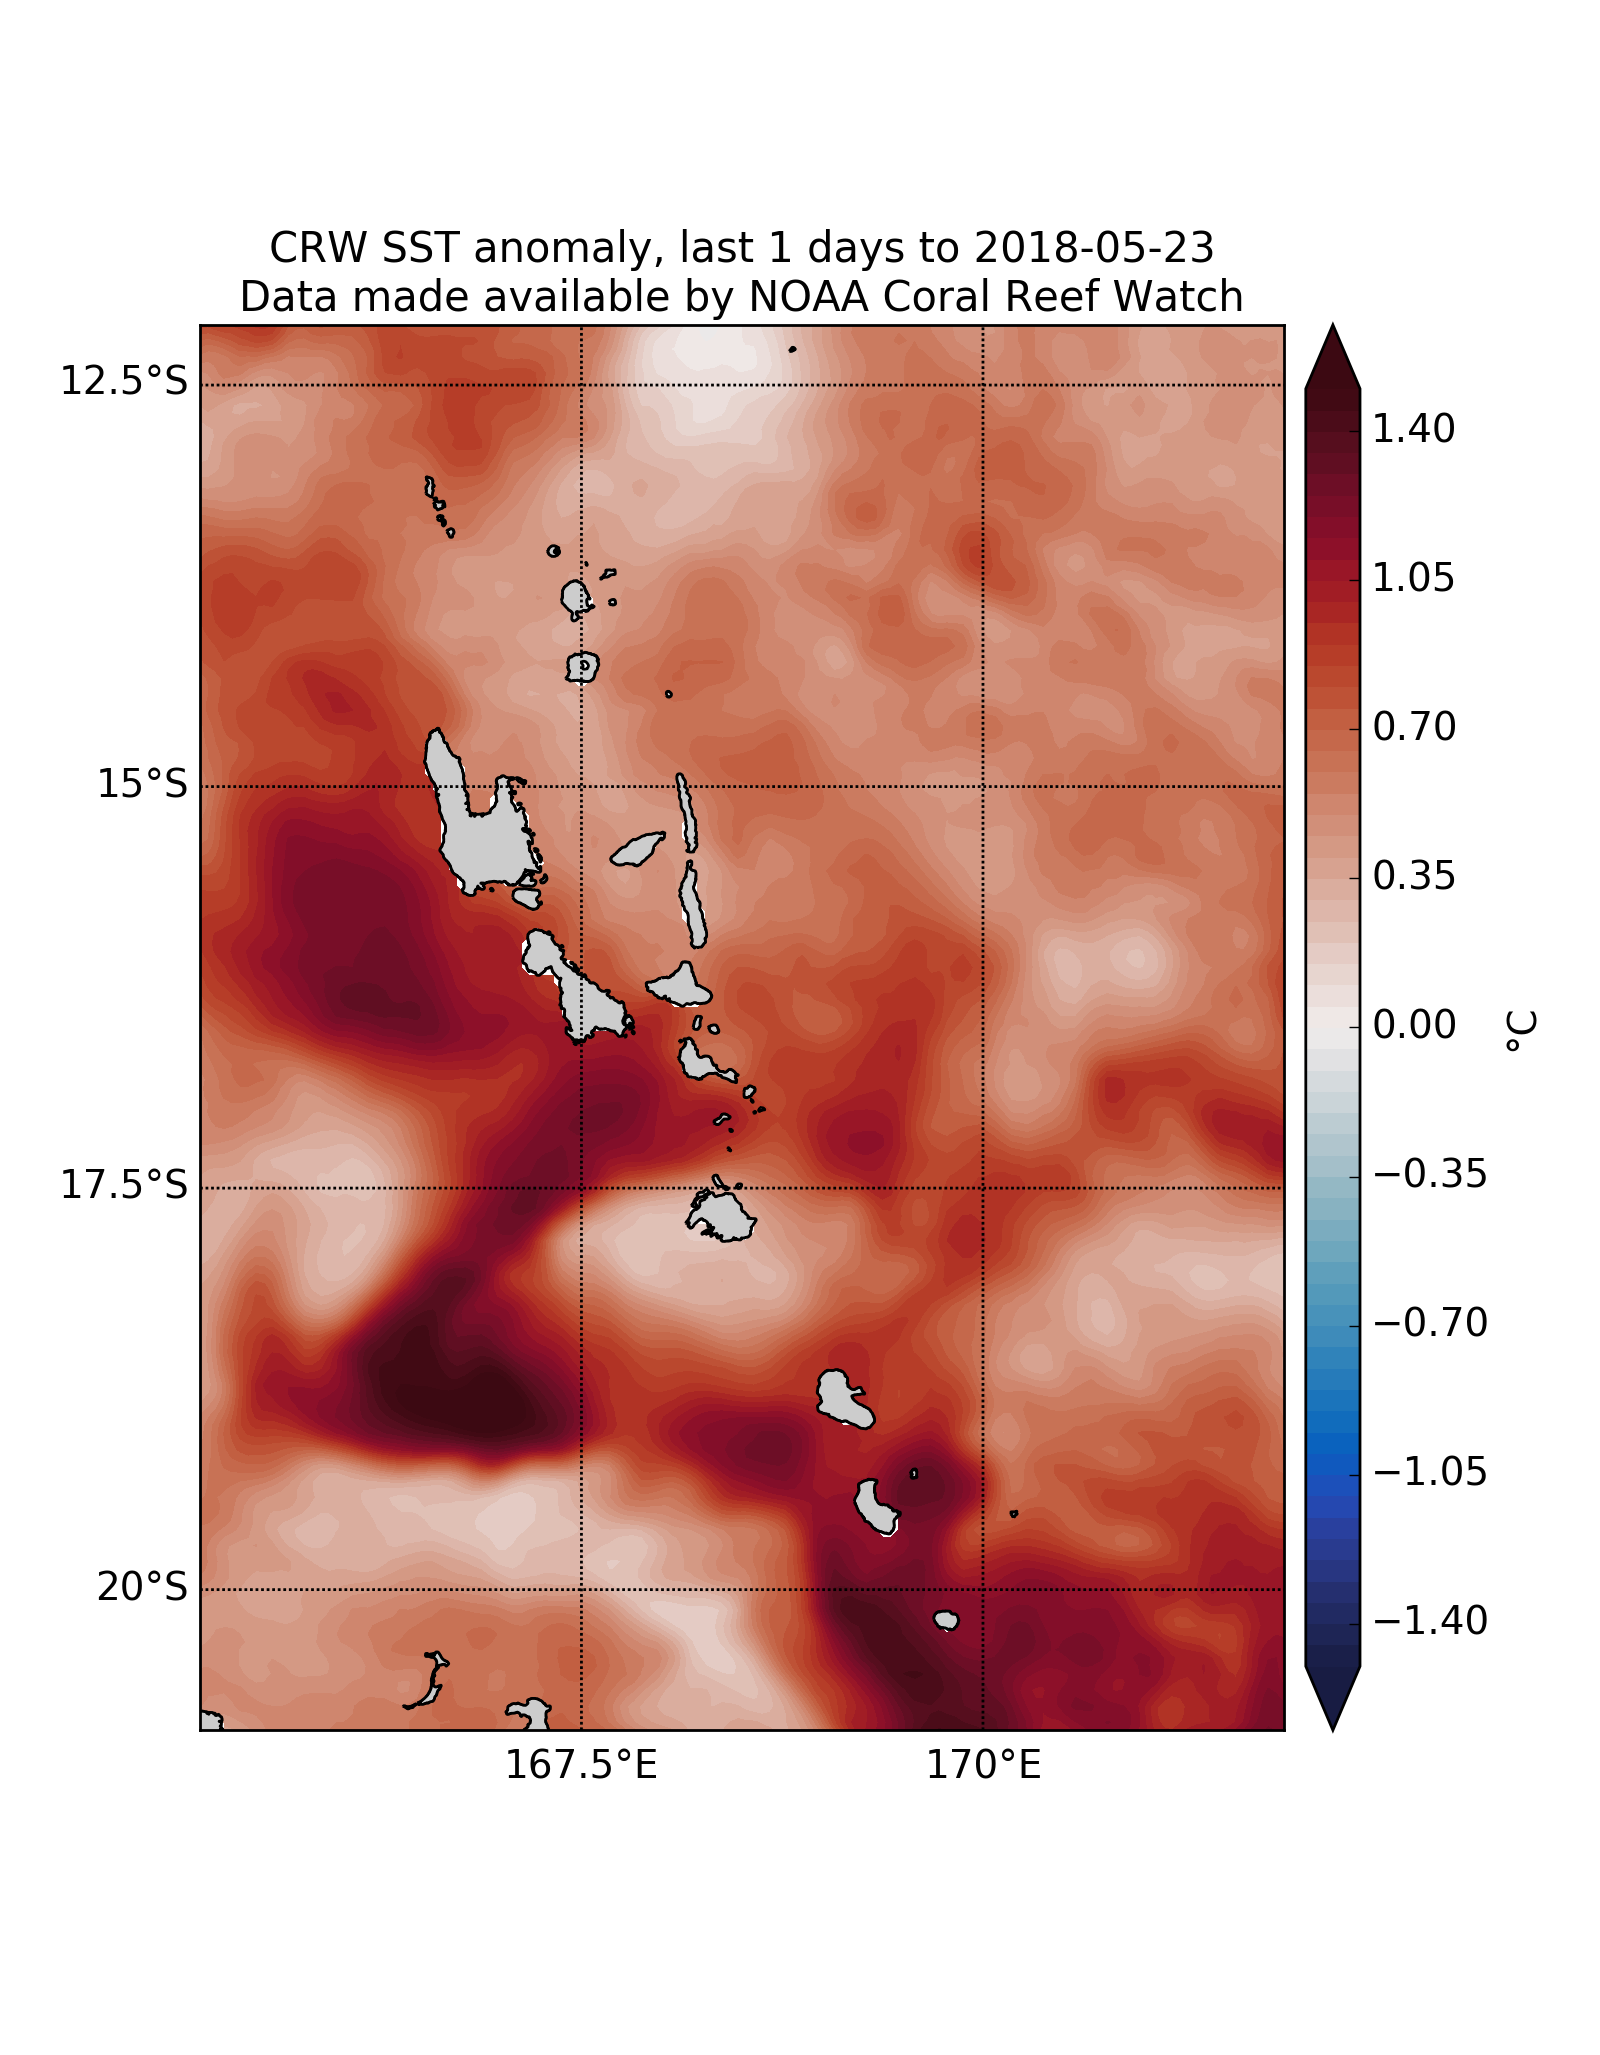 CRW SST anomaly, last 1 days to 2018-05-23
Data made available by NOAA Coral Reef Watch
12.5°S
15°S
17.5°S
20°S
167.5°E
170°E
1.40
1.05
0.70
0.35
0.00
−0.35
−0.70
−1.05
−1.40
°C